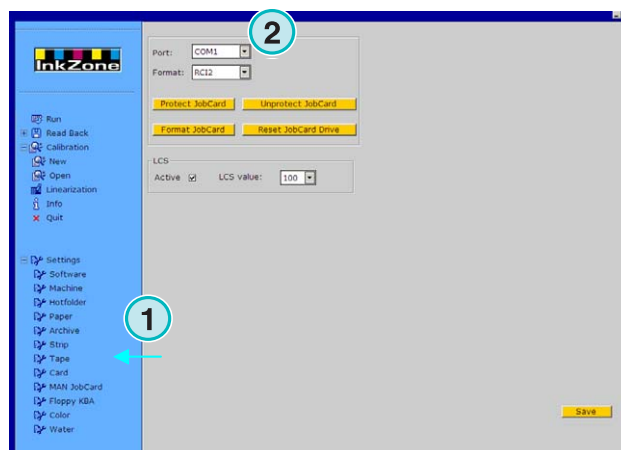 InkZone
Run
Read Back
Calibration
New
Open
Linearization
Info
Quit
Settings
Software
Machine
Hotfolder
Paper
Archive
Strip
Tape
Card
MAN JobCard
Floppy KBA
Color
Water
1
2
Port: COM1
Format: RCI2
Protect JobCard Unprotect JobCard
Format JobCard Reset JobCard Drive
LCS
Active LCS value: 100
Save